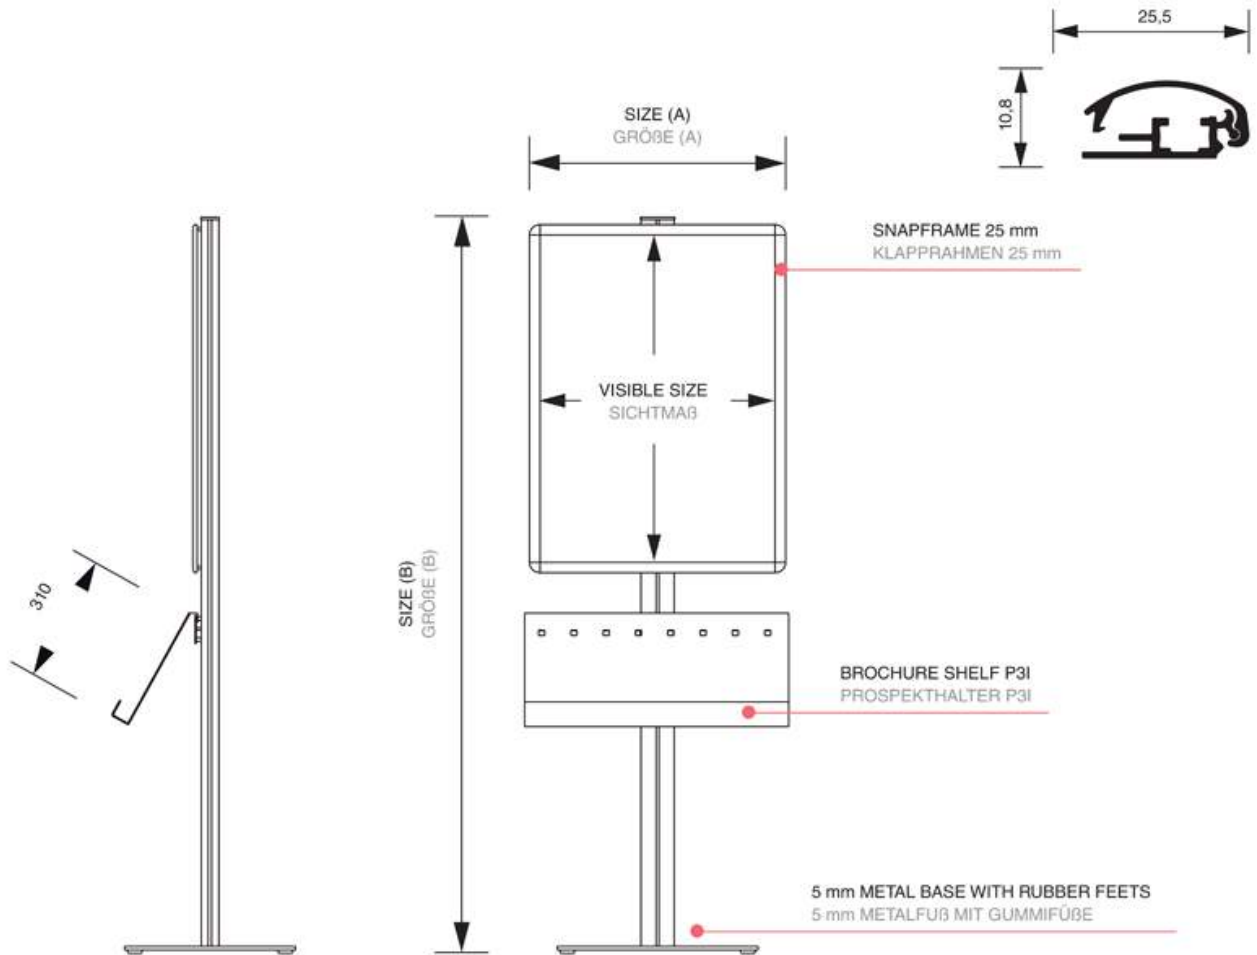 25,5
10,8
SIZE (A)
GRÖßE (A)
SNAPFRAME 25 mm
KLAPPRAHMEN 25 mm
VISIBLE SIZE
SICHTMAß
310
SIZE (B)
GRÖßE (B)
BROCHURE SHELF P3I
PROSPEKTHALTER P3I
5 mm METAL BASE WITH RUBBER FEETS
5 mm METALFUß MIT GUMMIFÜßE